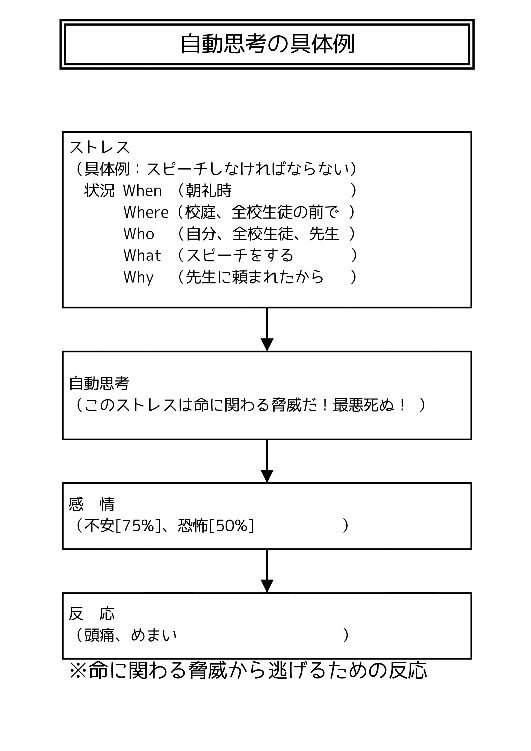 自動思考の具体例
ストレス
（具体例：スピーチしなければならない）
状況 When （朝礼時　　　　　　　　）
Where（校庭、全校生徒の前で ）
Who （自分、全校生徒、先生 ）
What （スピーチをする　　　　）
Why （先生に頼まれたから　　）
自動思考
（このストレスは命に関わる脅威だ！最悪死ぬ！ ）
感　情
（不安[75%]、恐怖[50%]　　　　　　）
反　応
（頭痛、めまい　　　　　　　　　　　）
※命に関わる脅威から逃げるための反応